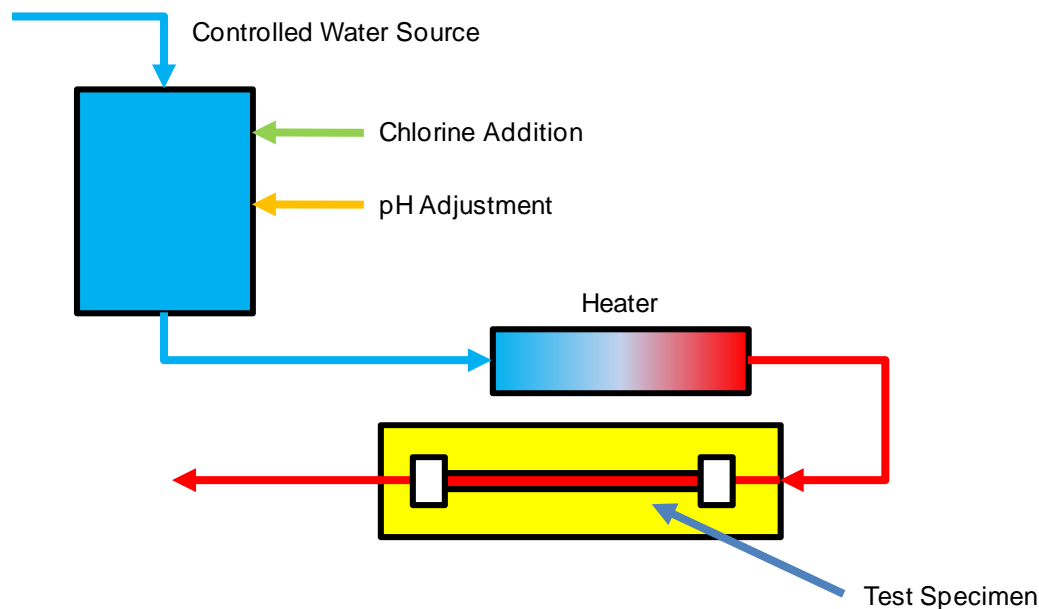 Controlled Water Source
Chlorine Addition
pH Adjustment
Heater
Test Specimen